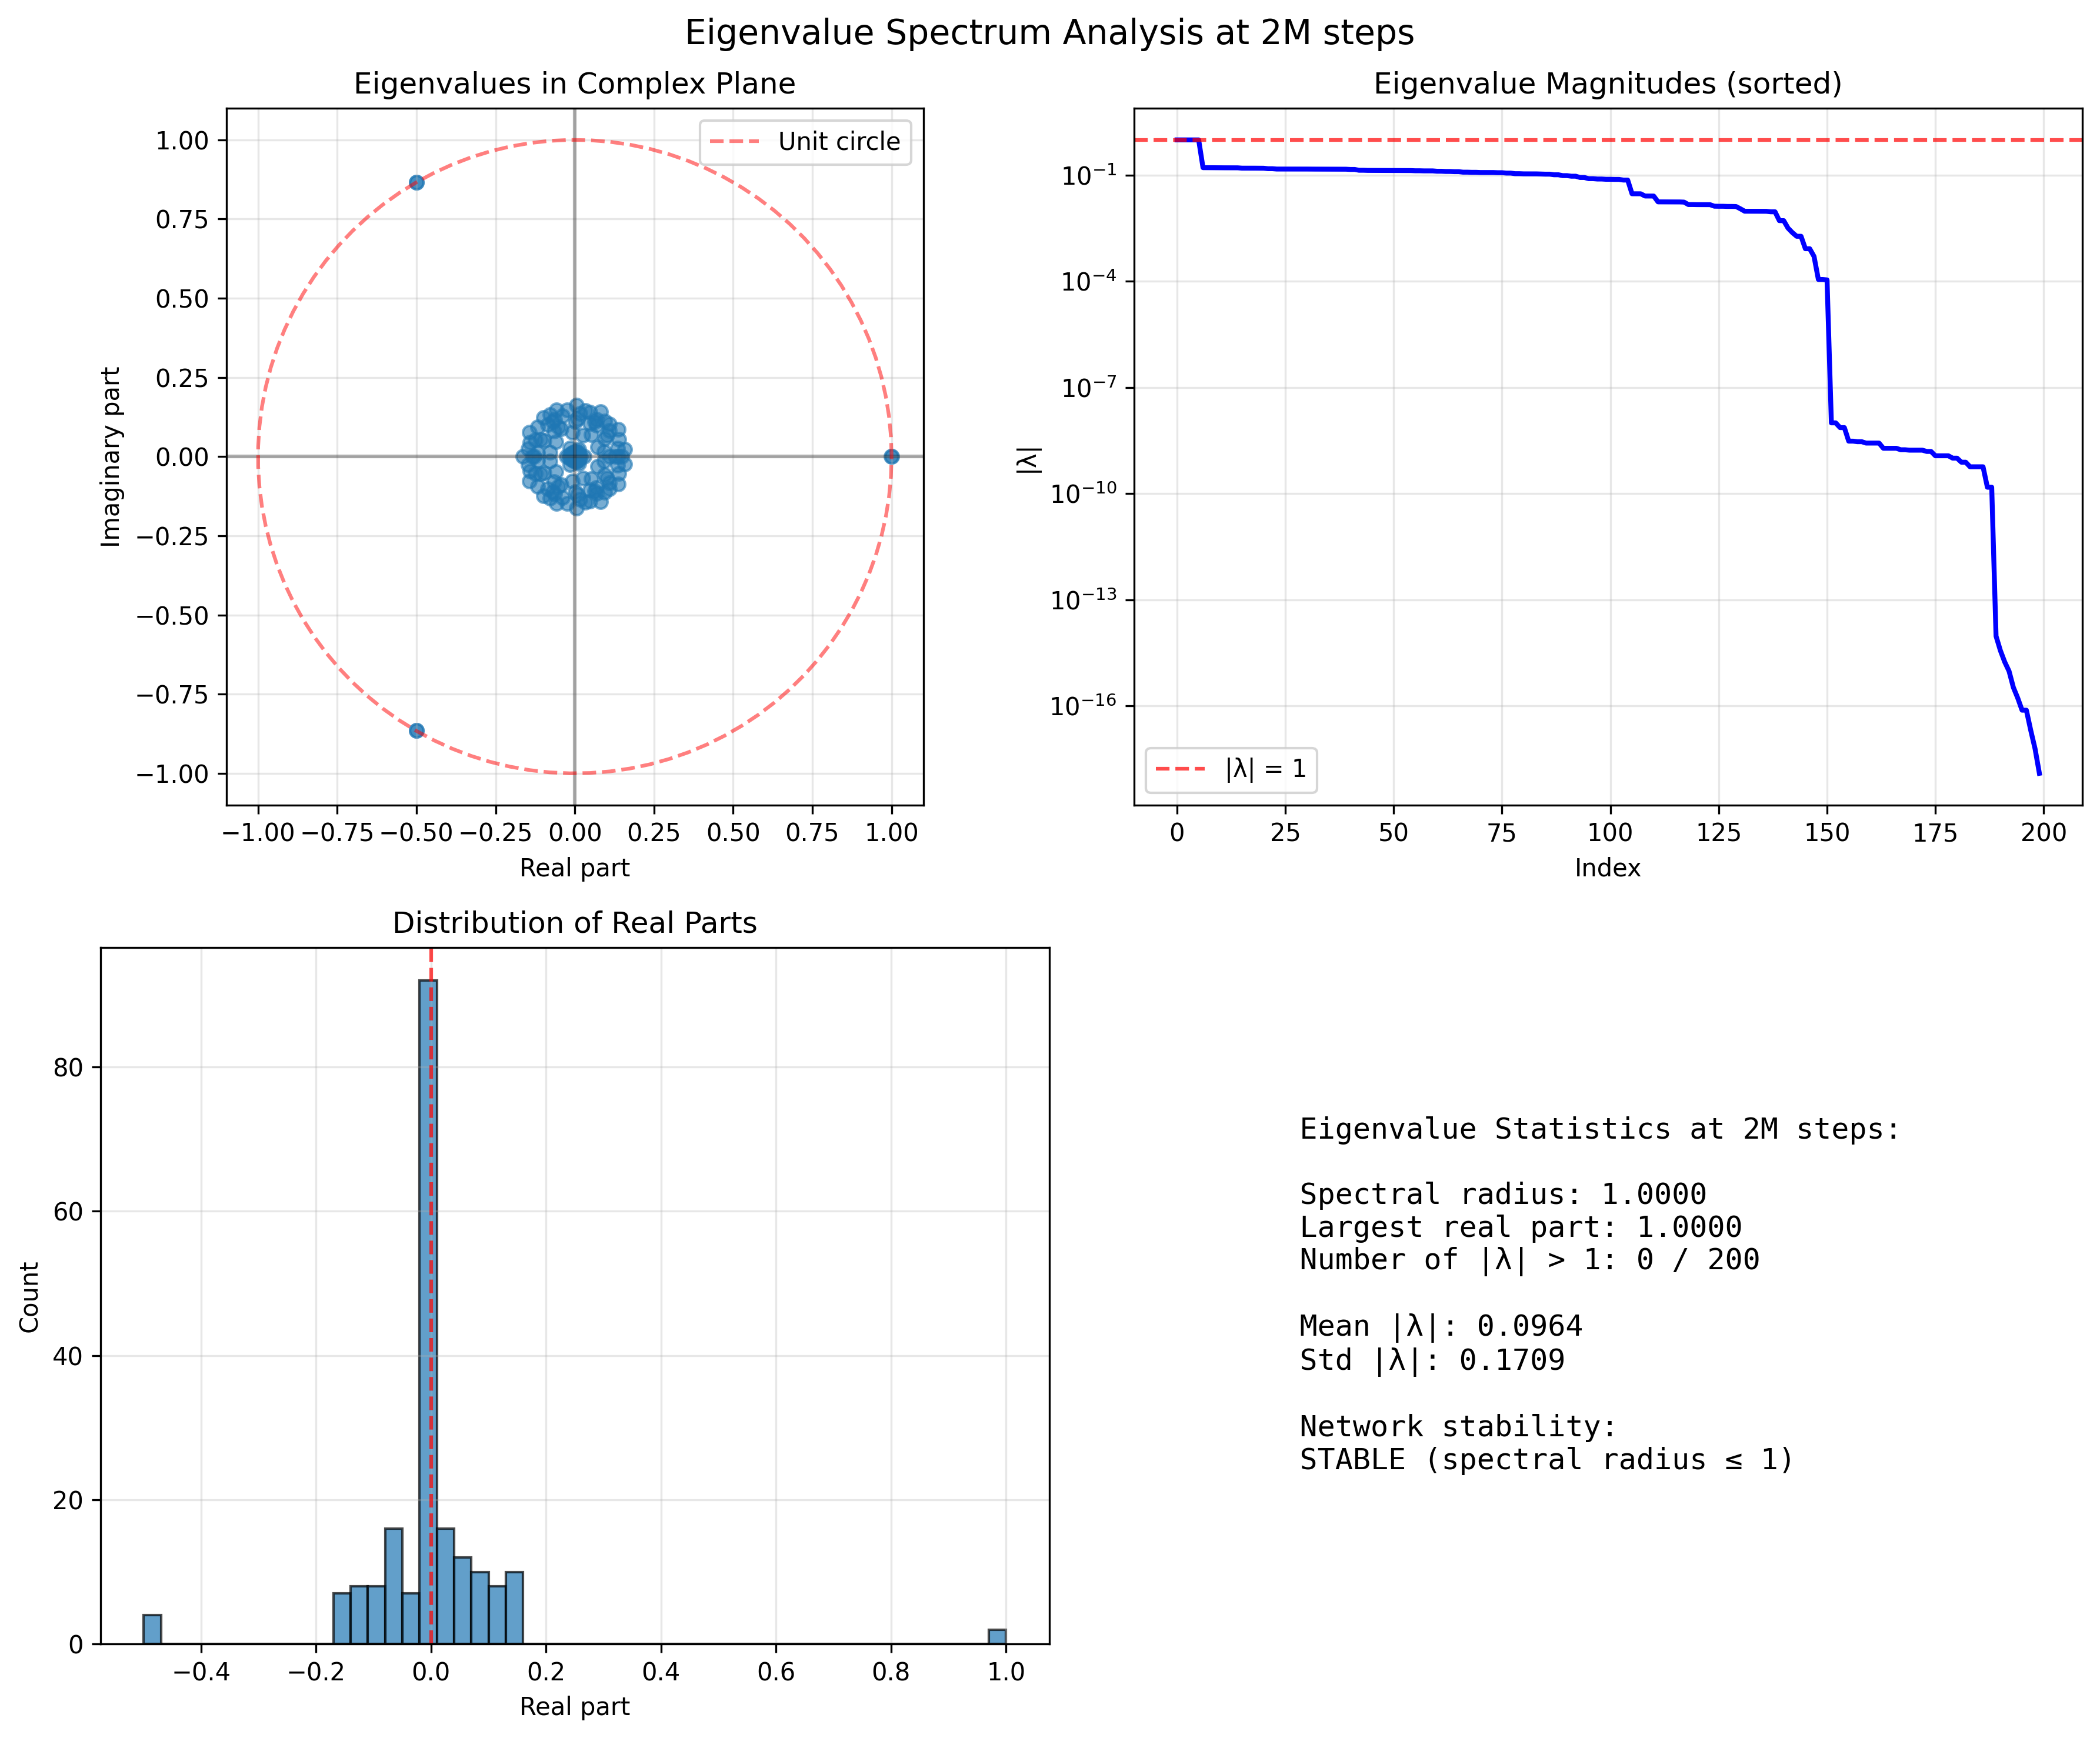 Eigenvalue Spectrum Analysis at 2M steps
Eigenvalues in Complex Plane
Unit circle
1.00
0.75
0.50
0.25
0.00
−0.25
−0.50
−0.75
−1.00
Imaginary part
−1.00 −0.75 −0.50 −0.25 0.00 0.25 0.50 0.75 1.00
Real part
Eigenvalue Magnitudes (sorted)
10⁻¹
10⁻⁴
10⁻⁷
10⁻¹⁰
10⁻¹³
10⁻¹⁶
|λ|
|λ| = 1
0 25 50 75 100 125 150 175 200
Index
Distribution of Real Parts
80
60
40
20
0
Count
−0.4 −0.2 0.0 0.2 0.4 0.6 0.8 1.0
Real part
Eigenvalue Statistics at 2M steps:
Spectral radius: 1.0000
Largest real part: 1.0000
Number of |λ| > 1: 0 / 200
Mean |λ|: 0.0964
Std |λ|: 0.1709
Network stability:
STABLE (spectral radius ≤ 1)